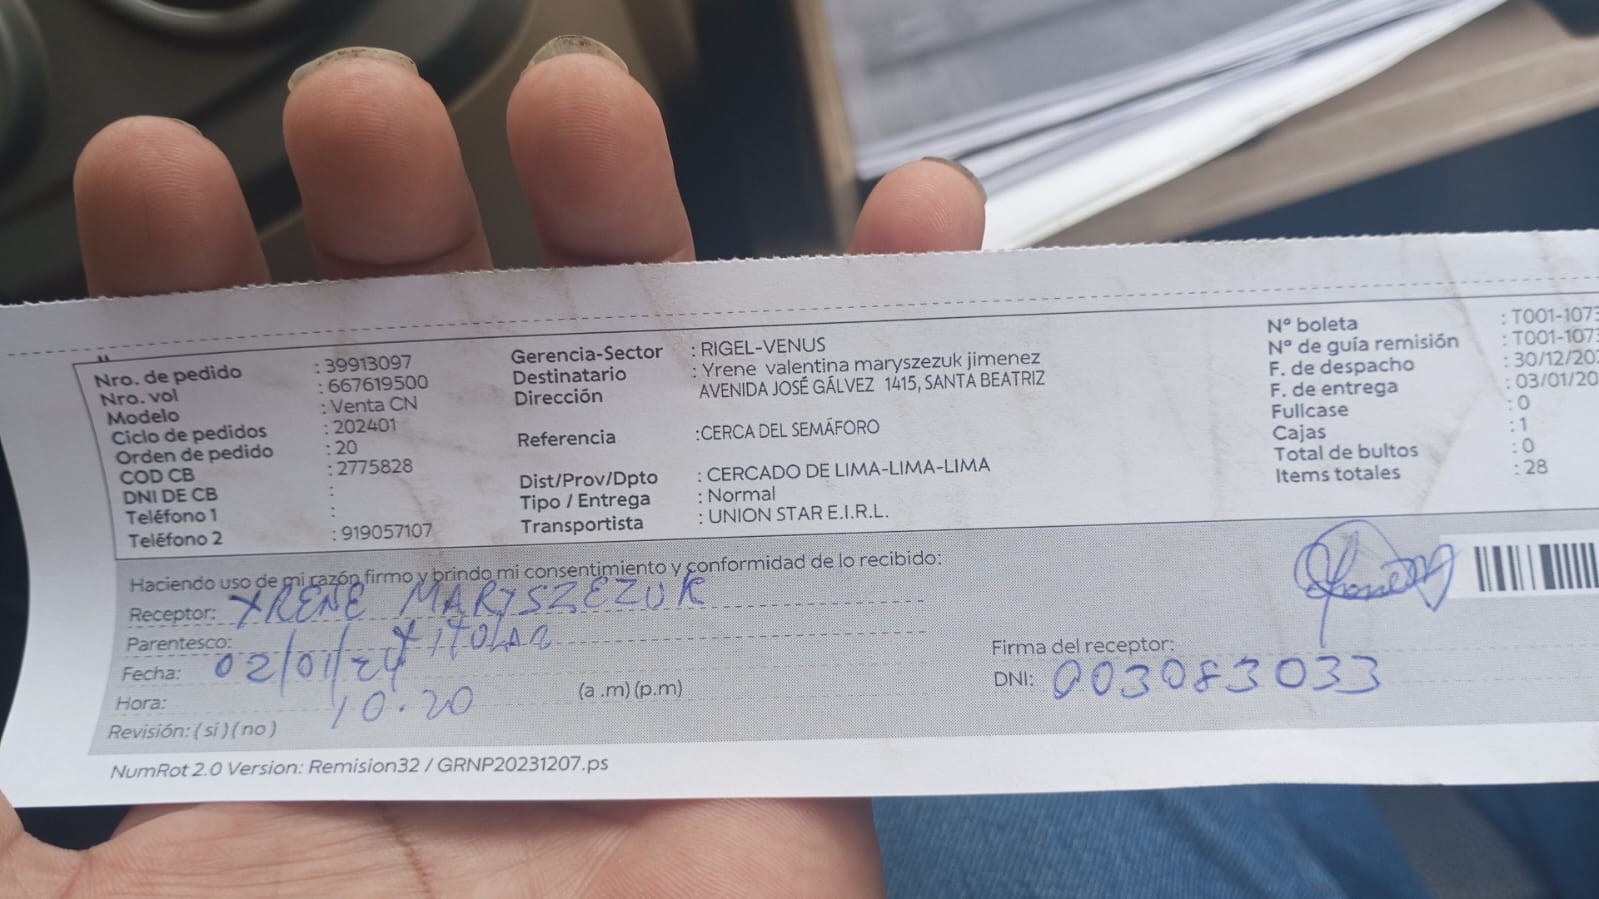 Nro. de pedido : 39913097
Nro. vol : 667619500
Modelo : Venta CN
Ciclo de pedidos : 202401
Orden de pedido : 20
COD CB : 2775828
DNI DE CB :
Teléfono 1 :
Teléfono 2 : 919057107
Gerencia-Sector : RIGEL-VENUS
Destinatario : Yrene valentina maryszezuk jimenez
Dirección AVENIDA JOSÉ GÁLVEZ 1415, SANTA BEATRIZ
Referencia :CERCA DEL SEMÁFORO
Dist/Prov/Dpto : CERCADO DE LIMA-LIMA-LIMA
Tipo / Entrega : Normal
Transportista : UNION STAR E.I.R.L.
N° boleta : T001-1073
N° de guía remisión : T001-1073
F. de despacho : 30/12/202
F. de entrega : 03/01/20
Fullcase : 0
Cajas : 1
Total de bultos : 0
Items totales : 28
Haciendo uso de mi razón firmo y brindo mi consentimiento y conformidad de lo recibido:
Receptor: YRENE MARYSZEZUK
Parentesco: TITOLAR
Fecha: 02/01/24
Hora: 10.20 (a .m) (p.m)
Revisión: ( si ) ( no )
Firma del receptor:
DNI: 003083033
NumRot 2.0 Version: Remision32 / GRNP20231207.ps